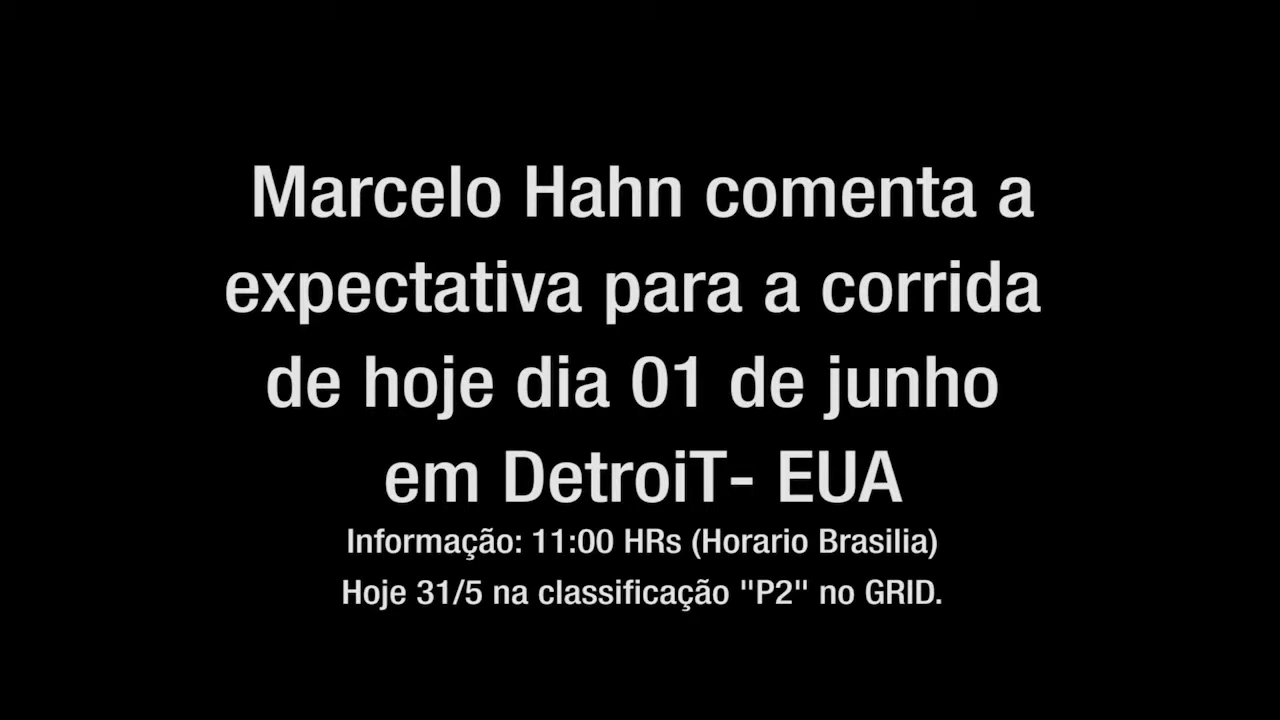 Marcelo Hahn comenta a
expectativa para a corrida
de hoje dia 01 de junho
em DetroiT- EUA
Informação: 11:00 HRs (Horario Brasilia)
Hoje 31/5 na classificação "P2" no GRID.